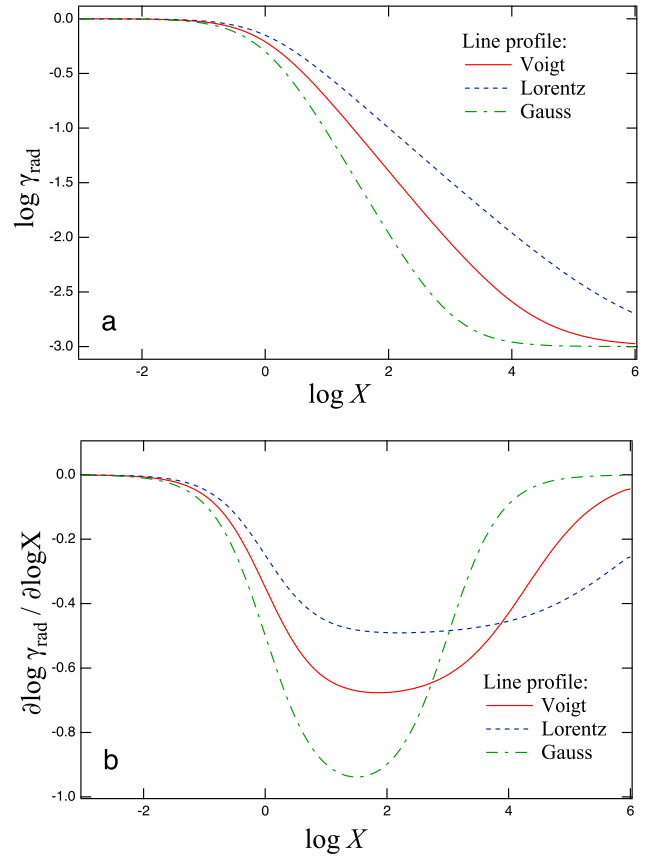 0.0
-0.5
-1.0
-1.5
-2.0
-2.5
-3.0
log γrad
Line profile:
Voigt
Lorentz
Gauss
a
-2 0 2 4 6
log X
0.0
-0.2
-0.4
-0.6
-0.8
-1.0
∂log γrad / ∂logX
Line profile:
Voigt
Lorentz
Gauss
b
-2 0 2 4 6
log X